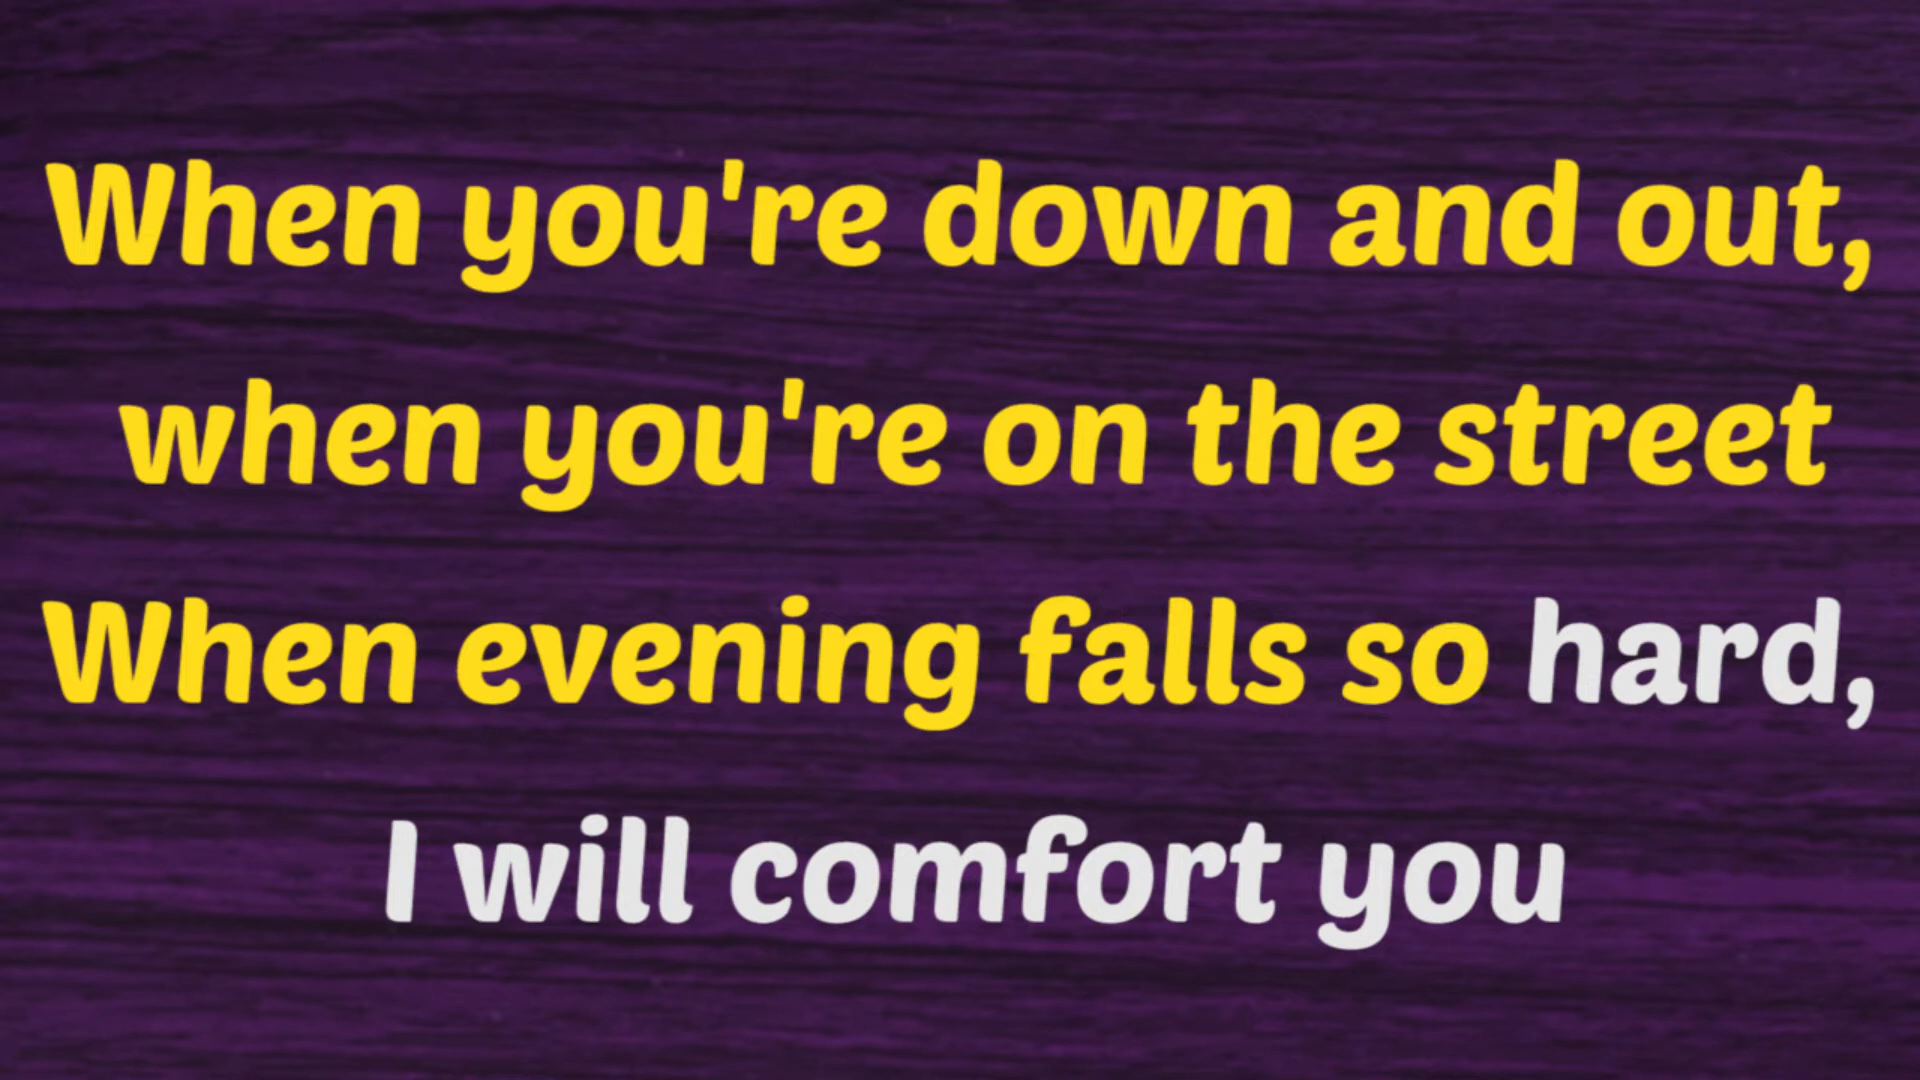 When you're down and out,
when you're on the street
When evening falls so hard,
I will comfort you